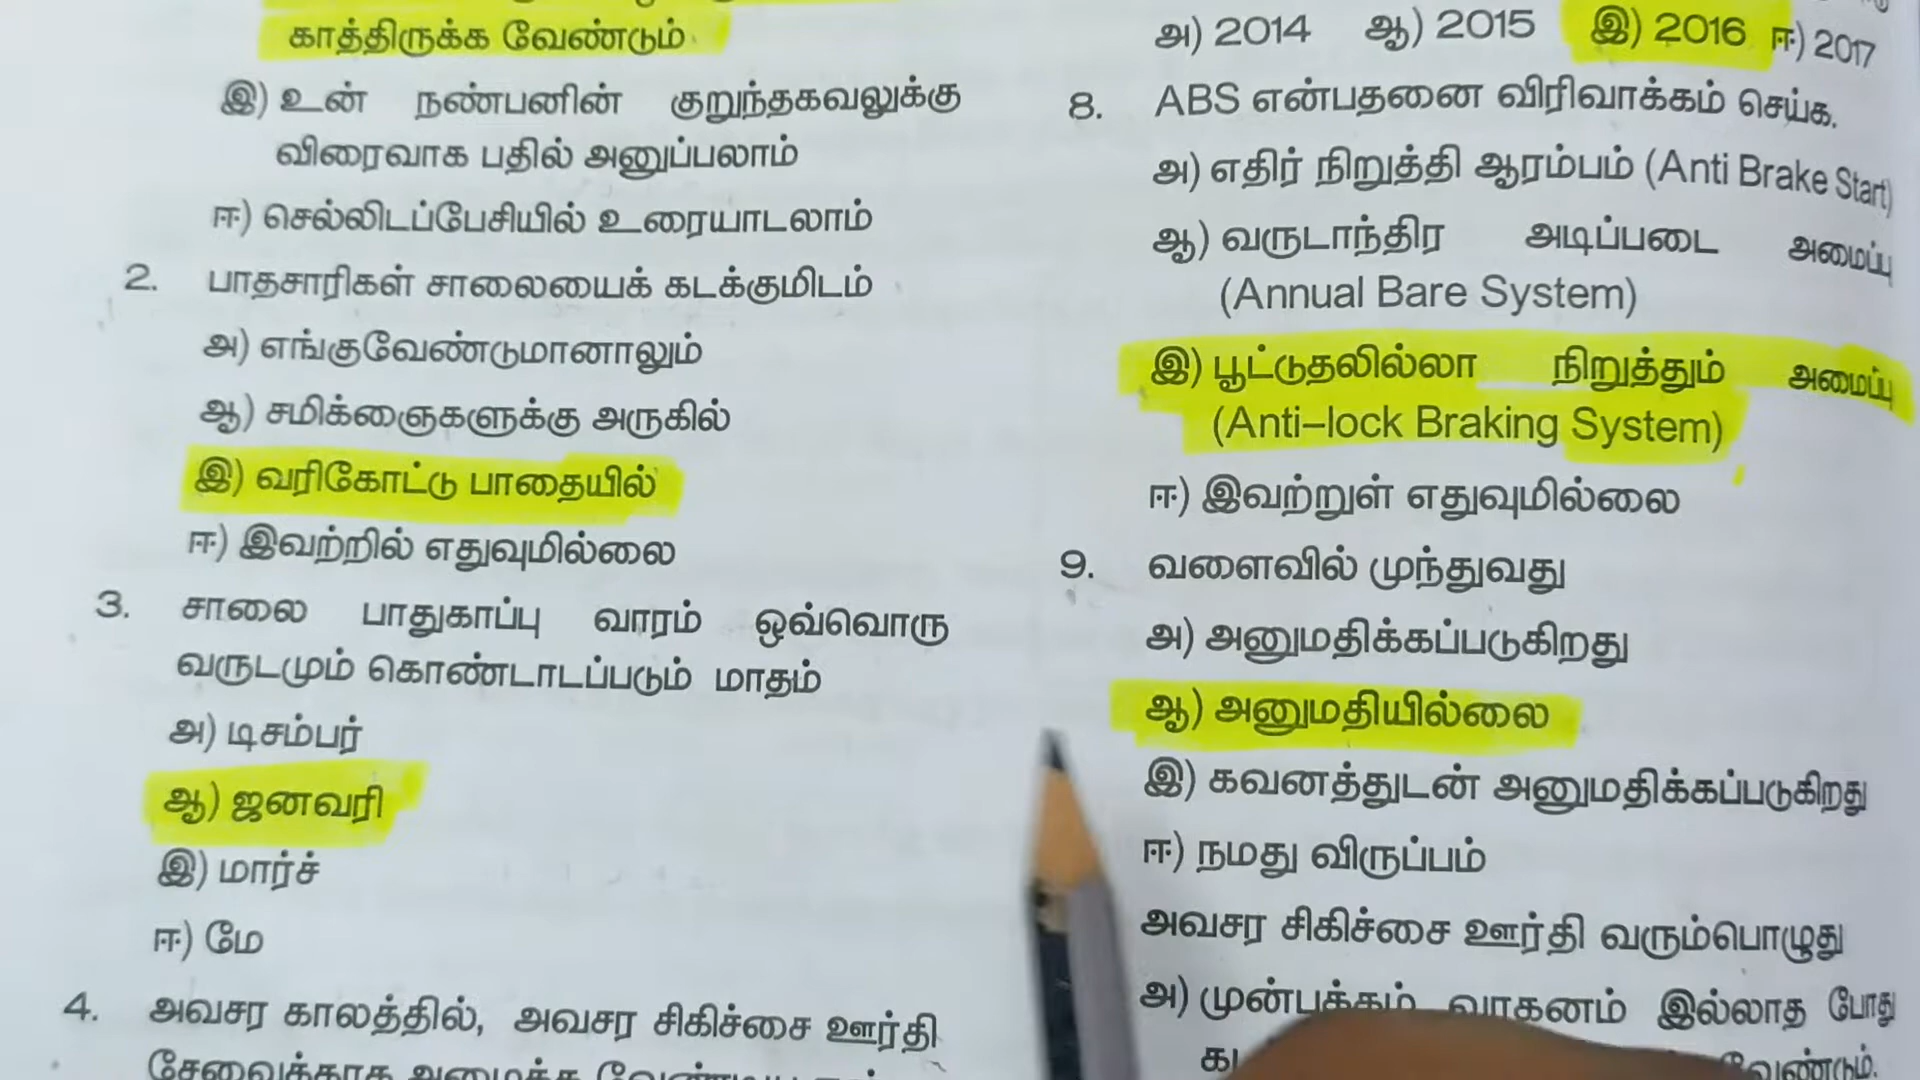 காத்திருக்க வேண்டும்.
இ) உன் நண்பனின் குறுந்தகவலுக்கு
விரைவாக பதில் அனுப்பலாம்
ஈ) செல்லிடப்பேசியில் உரையாடலாம்
2. பாதசாரிகள் சாலையைக் கடக்குமிடம்
அ) எங்குவேண்டுமானாலும்
ஆ) சமிக்ஞைகளுக்கு அருகில்
இ) வரிகோட்டு பாதையில்
ஈ) இவற்றில் எதுவுமில்லை
3. சாலை பாதுகாப்பு வாரம் ஒவ்வொரு
வருடமும் கொண்டாடப்படும் மாதம்
அ) டிசம்பர்
ஆ) ஜனவரி
இ) மார்ச்
ஈ) மே
4. அவசர காலத்தில், அவசர சிகிச்சை ஊர்தி
சேவைக்காக அழைக்க வேண்டிய
அ) 2014 ஆ) 2015 இ) 2016 ஈ) 2017
8. ABS என்பதனை விரிவாக்கம் செய்க.
அ) எதிர் நிறுத்தி ஆரம்பம் (Anti Brake Start)
ஆ) வருடாந்திர அடிப்படை அமைப்பு
(Annual Bare System)
இ) பூட்டுதலில்லா நிறுத்தும் அமைப்பு
(Anti–lock Braking System)
ஈ) இவற்றுள் எதுவுமில்லை
9. வளைவில் முந்துவது
அ) அனுமதிக்கப்படுகிறது
ஆ) அனுமதியில்லை
இ) கவனத்துடன் அனுமதிக்கப்படுகிறது
ஈ) நமது விருப்பம்
அவசர சிகிச்சை ஊர்தி வரும்பொழுது
அ) முன்பக்கம் வாகனம் இல்லாத போது
வேண்டும்.